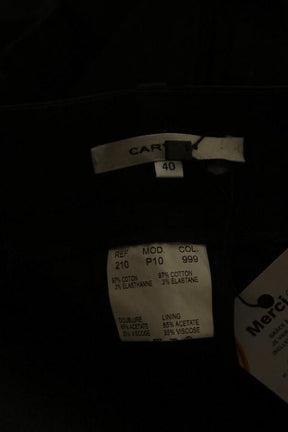 CAR
40
REF. MOD. COL.
210 P10 999
97% COTON 97% COTTON
3% ELASTHANNE 3% ELASTANE
DOUBLURE LINING
65% ACETATE 65% ACETATE
35% VISCOSE 35% VISCOSE
Merci